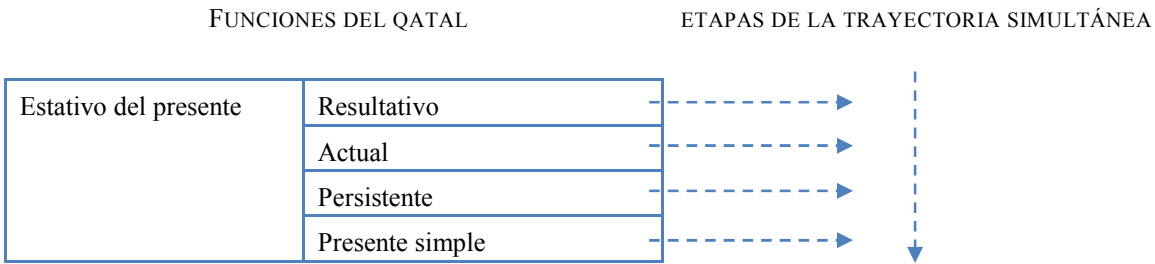 FUNCIONES DEL QATAL ETAPAS DE LA TRAYECTORIA SIMULTÁNEA
Estativo del presente Resultativo
Actual
Persistente
Presente simple